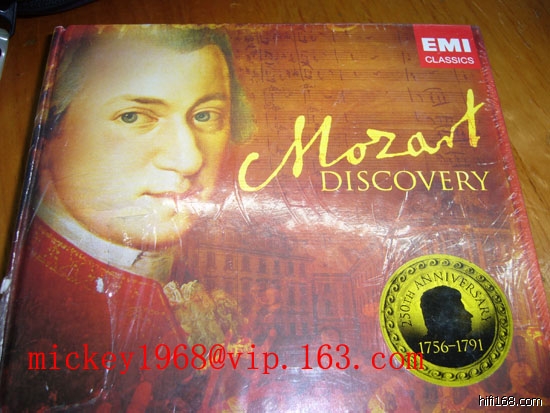 EMI
CLASSICS
Mozart
DISCOVERY
250TH ANNIVERSARY
1756-1791
mickey1968@vip.163.com
hifi168.com